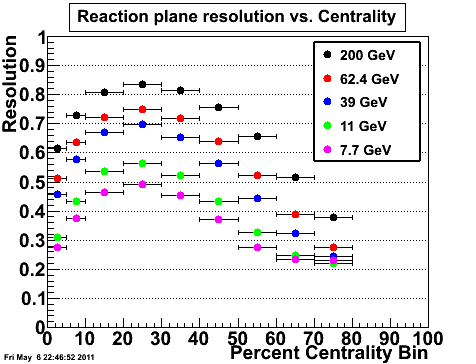 Reaction plane resolution vs. Centrality
Resolution
1
0.9
0.8
0.7
0.6
0.5
0.4
0.3
0.2
0.1
0
200 GeV
62.4 GeV
39 GeV
11 GeV
7.7 GeV
0 10 20 30 40 50 60 70 80 90 100
Percent Centrality Bin
Fri May 6 22:46:52 2011